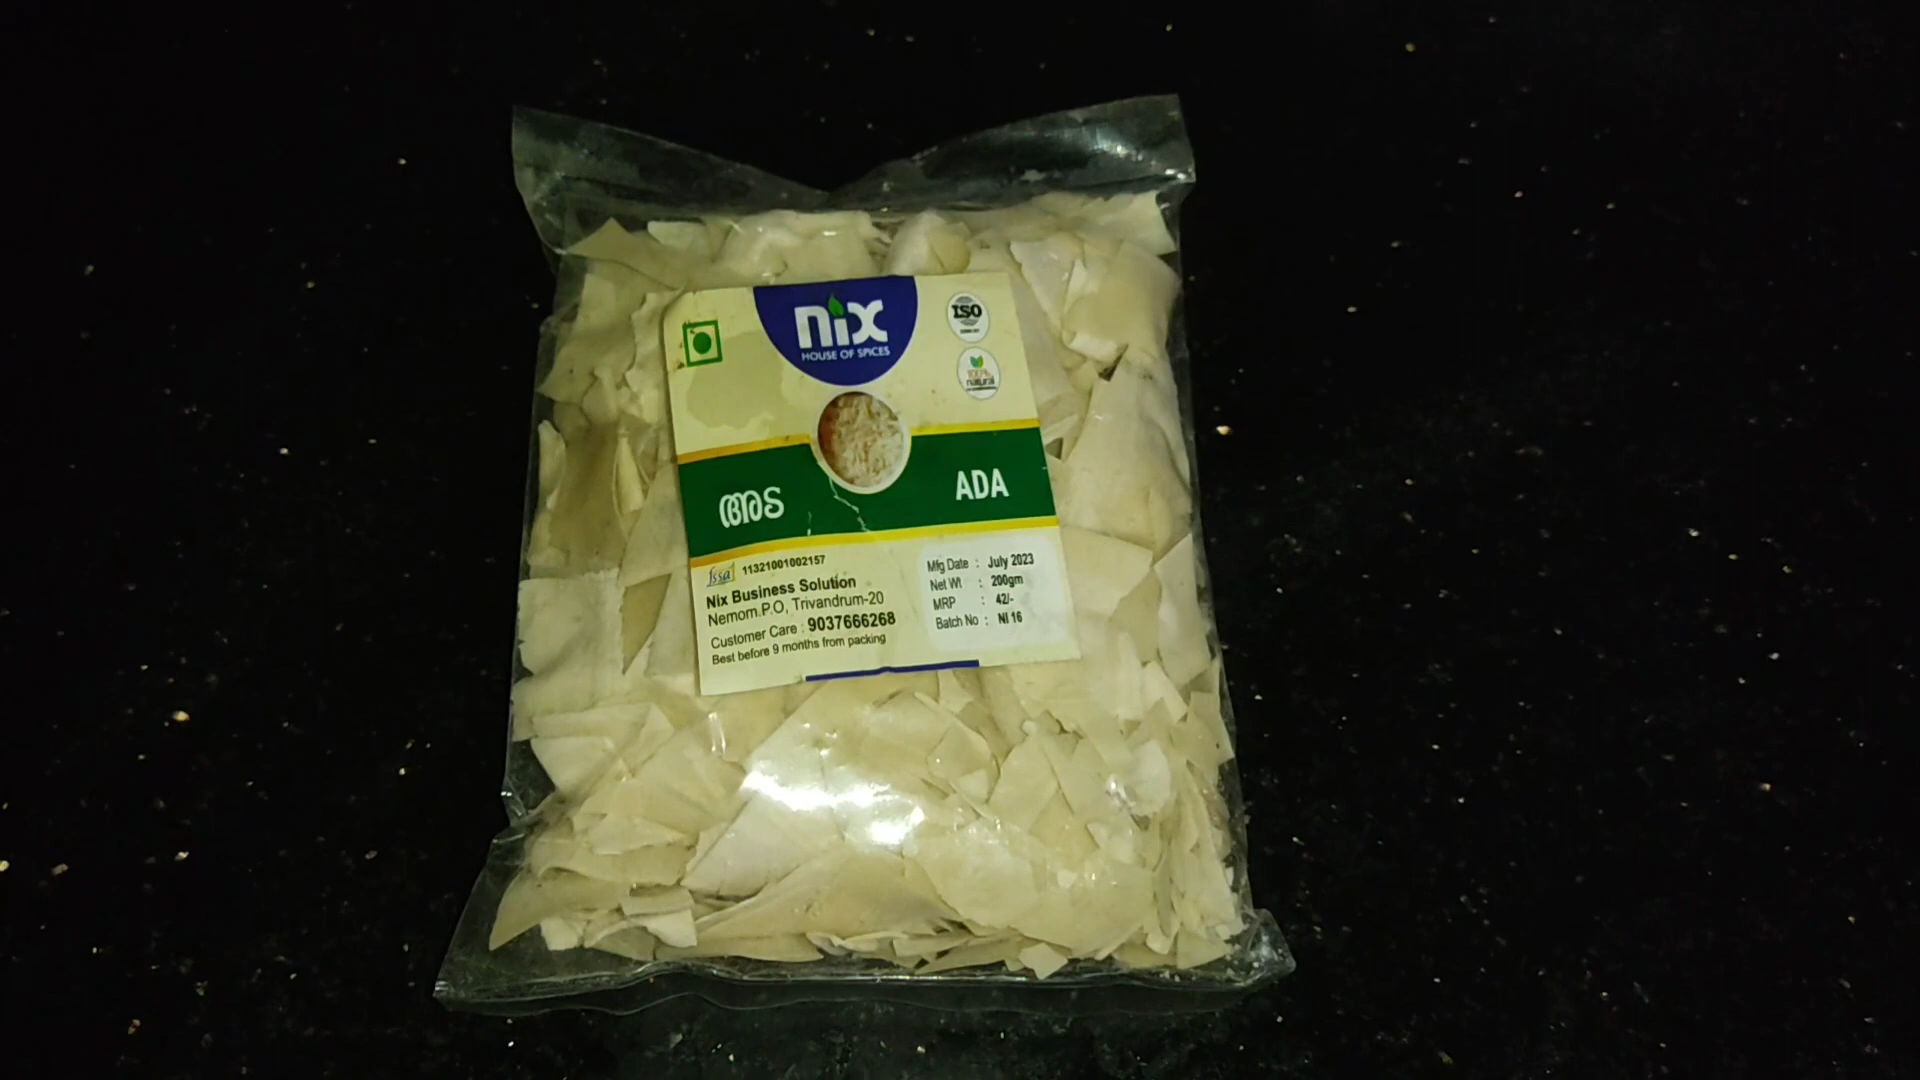 nix
HOUSE OF SPICES
ISO
100%
natural
അട
ADA
fssai 11321001002157
Nix Business Solution
Nemom.P.O, Trivandrum-20
Customer Care : 9037666268
Best before 9 months from packing
Mfg Date : July 2023
Net Wt : 200gm
MRP : 42/-
Batch No : NI 16